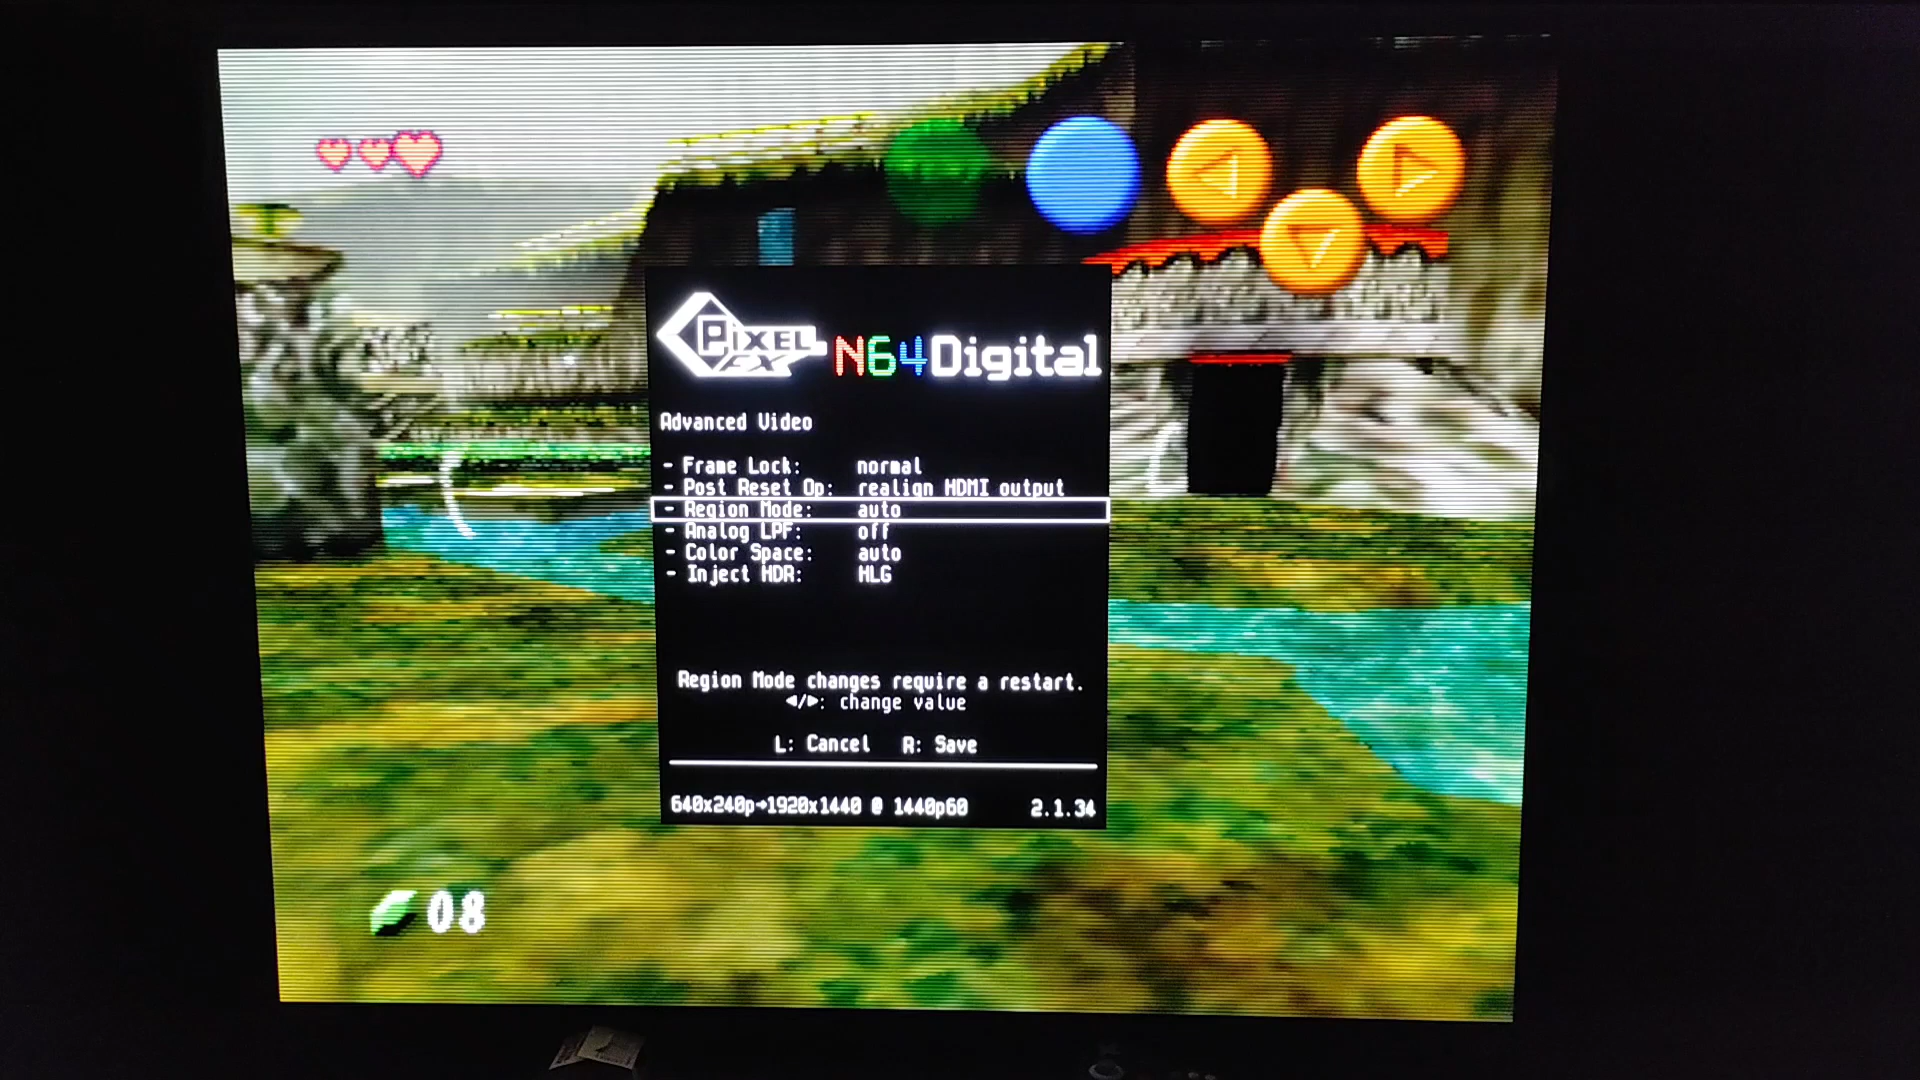 PIXEL FX N64Digital
Advanced Video
- Frame Lock: normal
- Post Reset Op: realign HDMI output
- Region Mode: auto
- Analog LPF: off
- Color Space: auto
- Inject HDR: HLG
Region Mode changes require a restart.
◄/►: change value
L: Cancel R: Save
640x240p→1920x1440 @ 1440p60 2.1.34
08